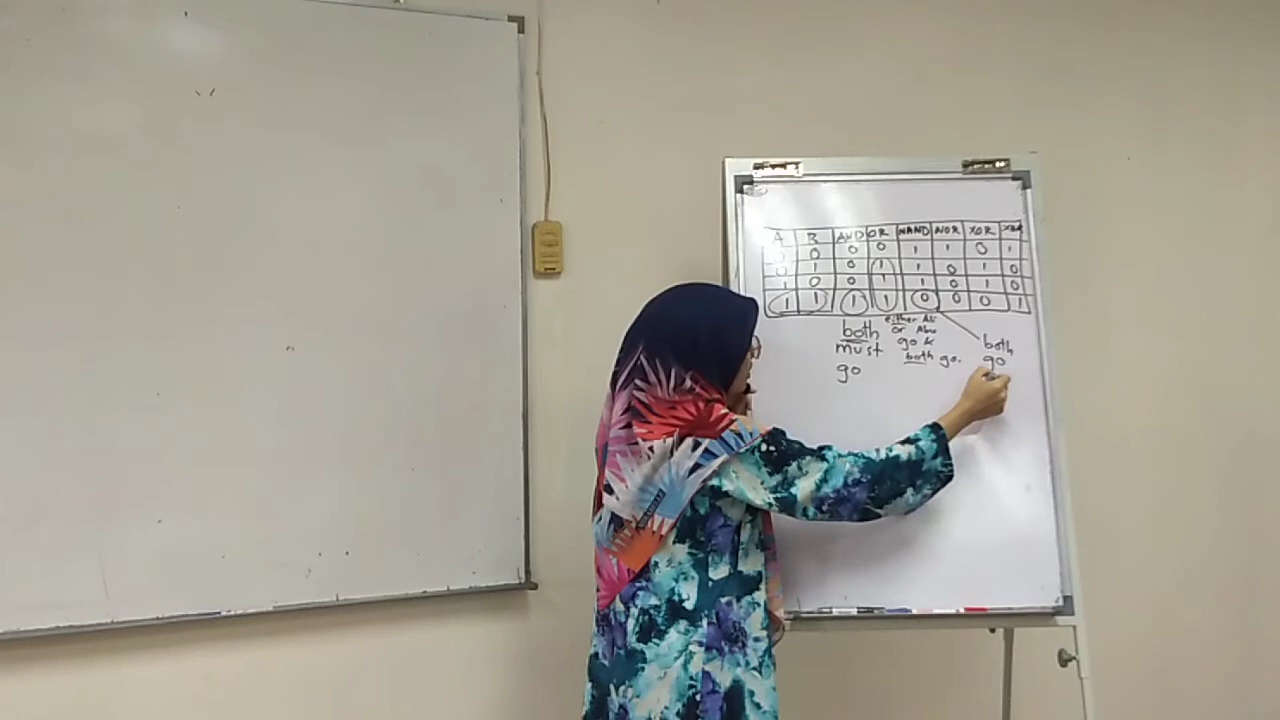 A B AND OR NAND NOR XOR
0 0 0 0 1 1 0 1
0 1 0 1 1 0 1 0
1 0 0 1 1 0 1 0
1 1 1 1 0 0 0 1
both
must
go
either Ali
or Abu
go &
both go.
both
go